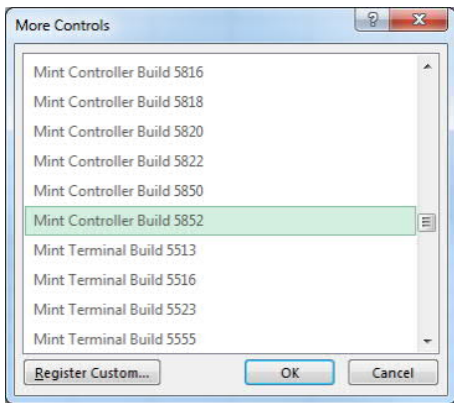 More Controls
Mint Controller Build 5816
Mint Controller Build 5818
Mint Controller Build 5820
Mint Controller Build 5822
Mint Controller Build 5850
Mint Controller Build 5852
Mint Terminal Build 5513
Mint Terminal Build 5516
Mint Terminal Build 5523
Mint Terminal Build 5555
Register Custom... OK Cancel